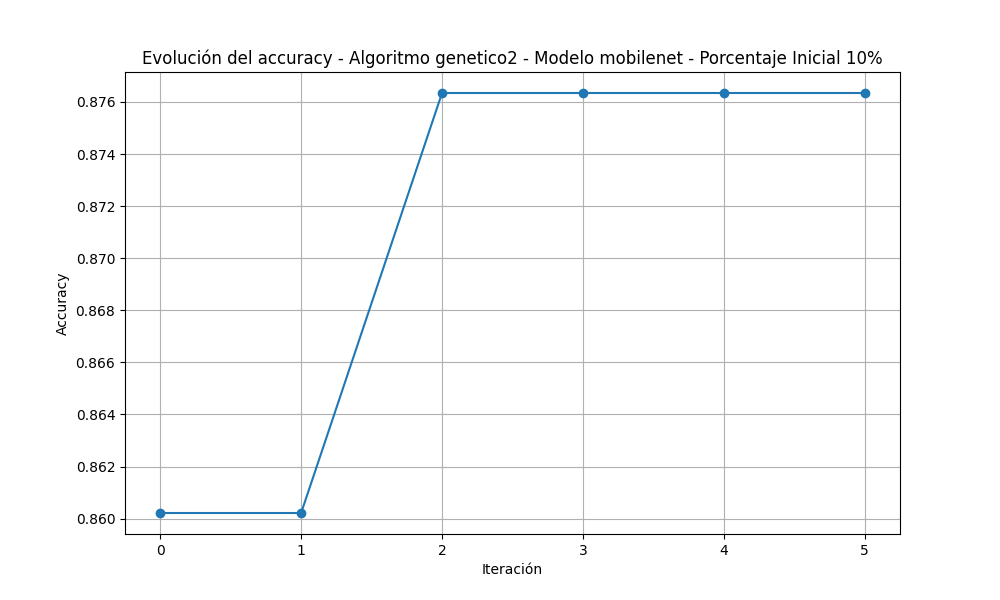 Evolución del accuracy - Algoritmo genetico2 - Modelo mobilenet - Porcentaje Inicial 10%
0.876
0.874
0.872
0.870
0.868
0.866
0.864
0.862
0.860
Accuracy
0 1 2 3 4 5
Iteración